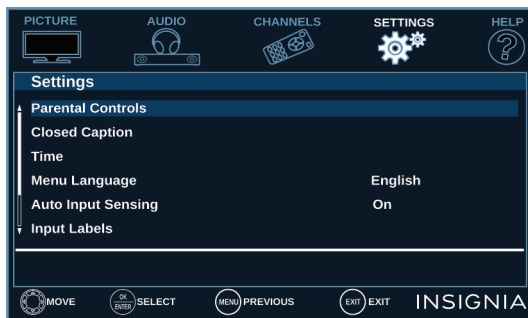 PICTURE AUDIO CHANNELS SETTINGS HELP
Settings
Parental Controls
Closed Caption
Time
Menu Language English
Auto Input Sensing On
Input Labels
MOVE OK ENTER SELECT MENU PREVIOUS EXIT EXIT INSIGNIA